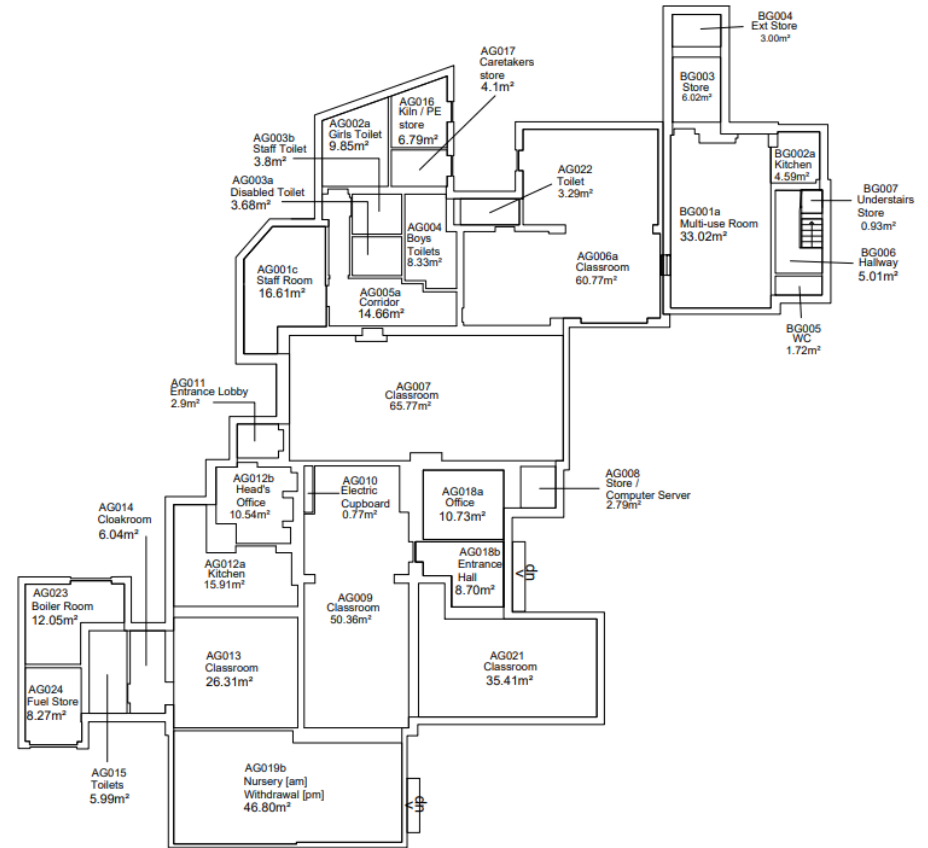 BG004
Ext Store
3.00m²
AG017
Caretakers
store
4.1m²
BG003
Store
6.02m²
AG016
Kiln / PE
store
6.79m²
AG002a
Girls Toilet
9.85m²
AG003b
Staff Toilet
3.8m²
BG002a
Kitchen
4.59m²
AG022
Toilet
3.29m²
AG003a
Disabled Toilet
3.68m²
BG007
Understairs
Store
0.93m²
BG001a
Multi-use Room
33.02m²
AG004
Boys
Toilets
8.33m²
BG006
Hallway
5.01m²
AG006a
Classroom
60.77m²
AG001c
Staff Room
16.61m²
AG005a
Corridor
14.66m²
BG005
WC
1.72m²
AG011
Entrance Lobby
2.9m²
AG007
Classroom
65.77m²
AG008
Store /
Computer Server
2.79m²
AG012b
Head's
Office
10.54m²
AG010
Electric
Cupboard
0.77m²
AG018a
Office
10.73m²
AG014
Cloakroom
6.04m²
AG018b
Entrance
Hall
8.70m²
dn
V
AG012a
Kitchen
15.91m²
AG023
Boiler Room
12.05m²
AG009
Classroom
50.36m²
AG013
Classroom
26.31m²
AG021
Classroom
35.41m²
AG024
Fuel Store
8.27m²
AG015
Toilets
5.99m²
AG019b
Nursery [am]
Withdrawal [pm]
46.80m²
dn
V